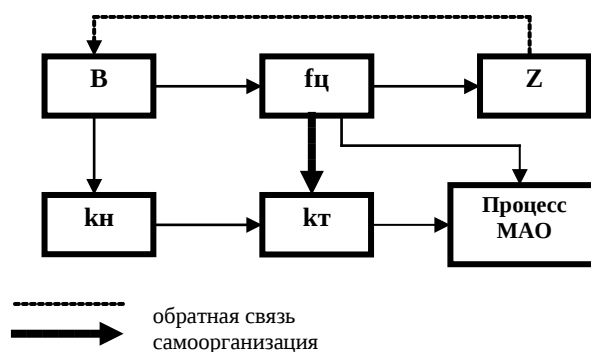 В
fц
Z
kн
kт
Процесс
МАО
обратная связь
самоорганизация